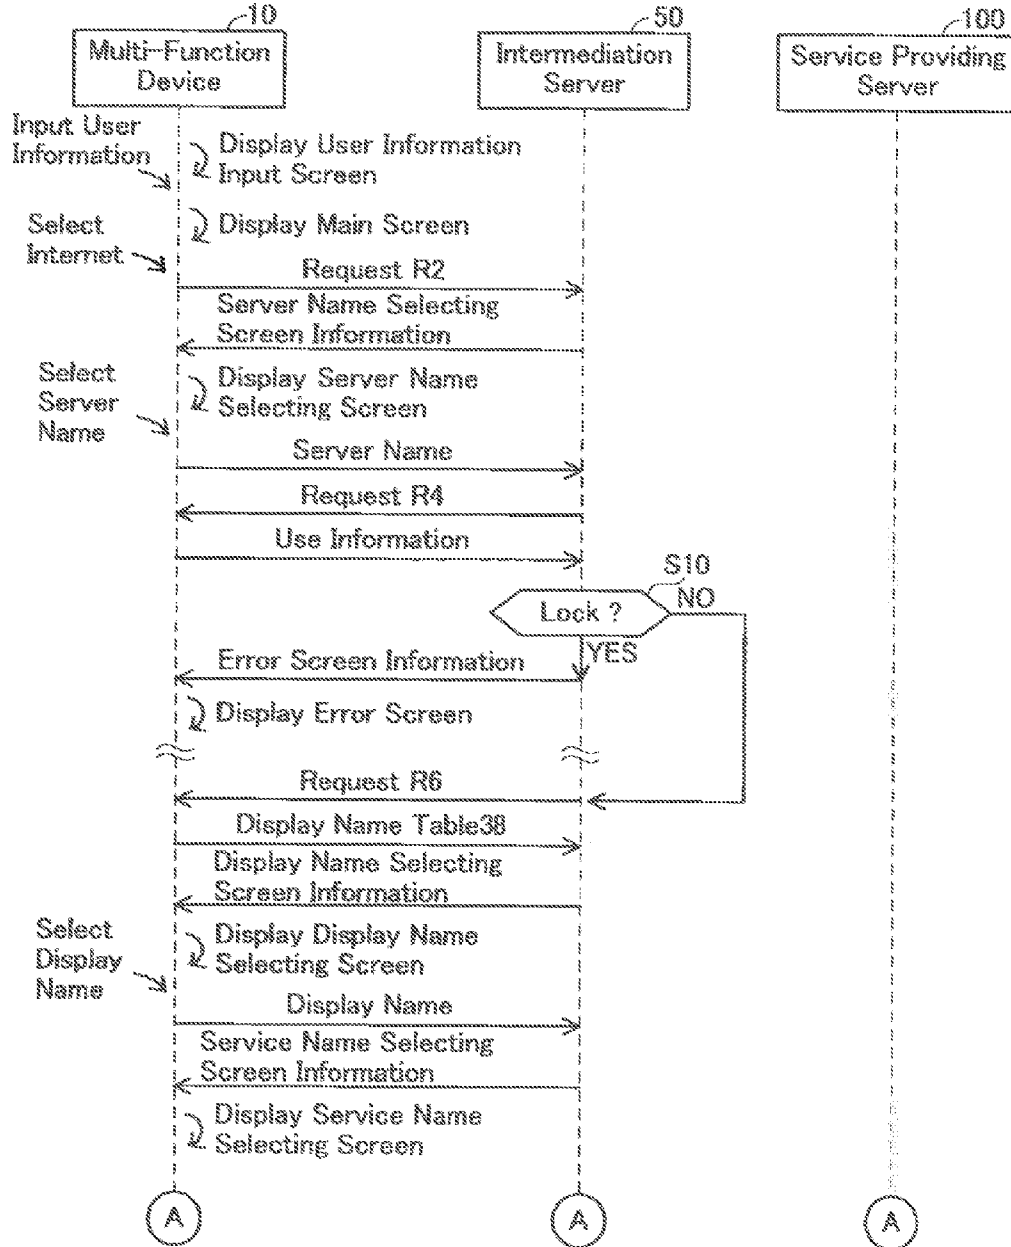 10
50
100
Multi-Function
Device
Intermediation
Server
Service Providing
Server
Input User
Information
Display User Information
Input Screen
Select
Internet
Display Main Screen
Request R2
Server Name Selecting
Screen Information
Select
Server
Name
Display Server Name
Selecting Screen
Server Name
Request R4
Use Information
S10
Lock ?
NO
YES
Error Screen Information
Display Error Screen
Request R6
Display Name Table38
Display Name Selecting
Screen Information
Select
Display
Name
Display Display Name
Selecting Screen
Display Name
Service Name Selecting
Screen Information
Display Service Name
Selecting Screen
A
A
A